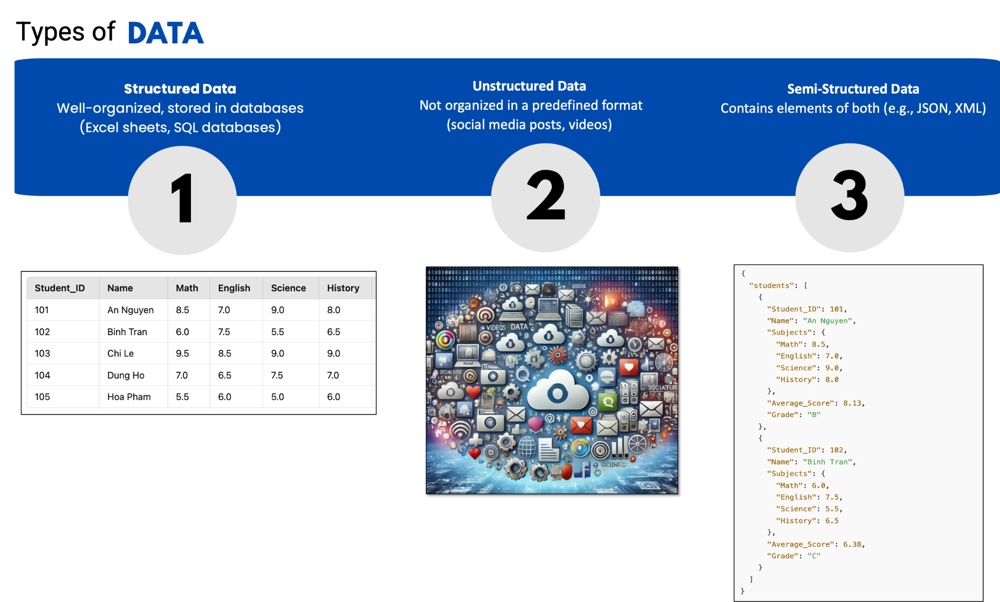 Types of DATA
Structured Data
Well-organized, stored in databases
(Excel sheets, SQL databases)
1
Unstructured Data
Not organized in a predefined format
(social media posts, videos)
2
Semi-Structured Data
Contains elements of both (e.g., JSON, XML)
3
Student_ID Name Math English Science History
101 An Nguyen 8.5 7.0 9.0 8.0
102 Binh Tran 6.0 7.5 5.5 6.5
103 Chi Le 9.5 8.5 9.0 9.0
104 Dung Ho 7.0 6.5 7.5 7.0
105 Hoa Pham 5.5 6.0 5.0 6.0
VIDEOS DATA
SOCIATUR
{
"students": [
{
"Student_ID": 101,
"Name": "An Nguyen",
"Subjects": {
"Math": 8.5,
"English": 7.0,
"Science": 9.0,
"History": 8.0
},
"Average_Score": 8.13,
"Grade": "B"
},
{
"Student_ID": 102,
"Name": "Binh Tran",
"Subjects": {
"Math": 6.0,
"English": 7.5,
"Science": 5.5,
"History": 6.5
},
"Average_Score": 6.38,
"Grade": "C"
}
]
}